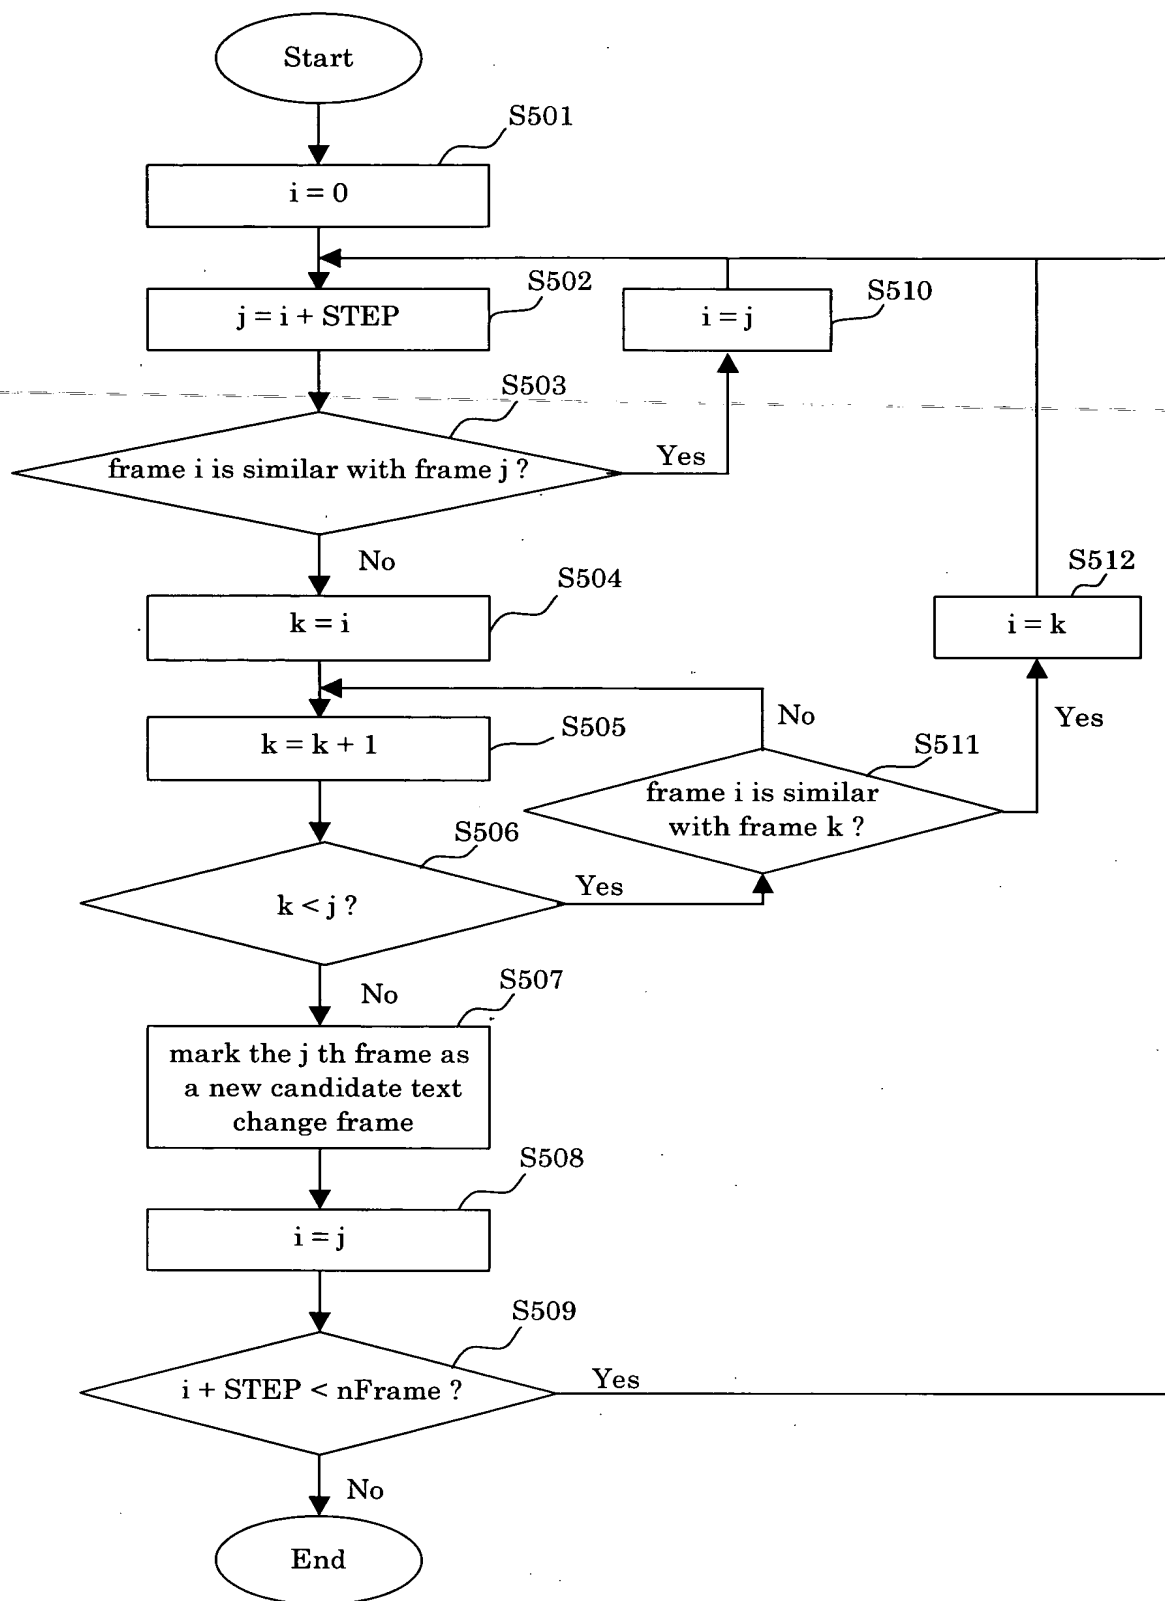 Start
S501
i = 0
S502
j = i + STEP
S510
i = j
S503
frame i is similar with frame j ?
Yes
No
S504
k = i
S512
i = k
S505
k = k + 1
No
Yes
S511
frame i is similar
with frame k ?
S506
k < j ?
Yes
No
S507
mark the j th frame as
a new candidate text
change frame
S508
i = j
S509
i + STEP < nFrame ?
Yes
No
End